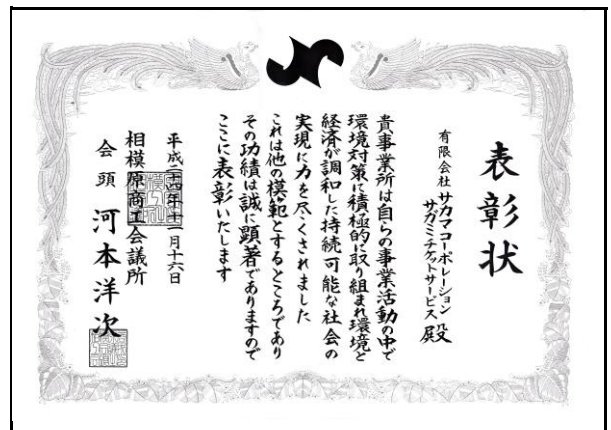 表彰状
有限会社サカマコーポレーション
サガミチケットサービス 殿
貴事業所は自らの事業活動の中で
環境対策に積極的に取り組まれ環境と
経済が調和した持続可能な社会の
実現に力を尽くされました
これは他の模範とするところであり
その功績は誠に顕著でありますので
ここに表彰いたします
平成二十四年十一月十六日
相模原商工会議所
会頭 河本洋次